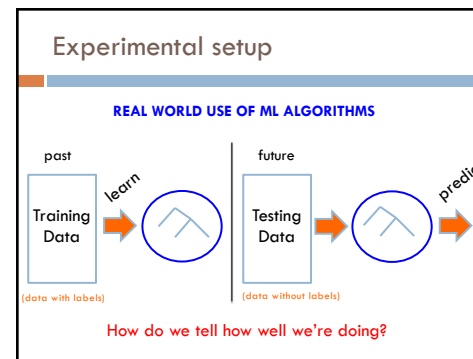 Experimental setup
REAL WORLD USE OF ML ALGORITHMS
past
learn
Training
Data
(data with labels)
future
predic
Testing
Data
(data without labels)
How do we tell how well we're doing?